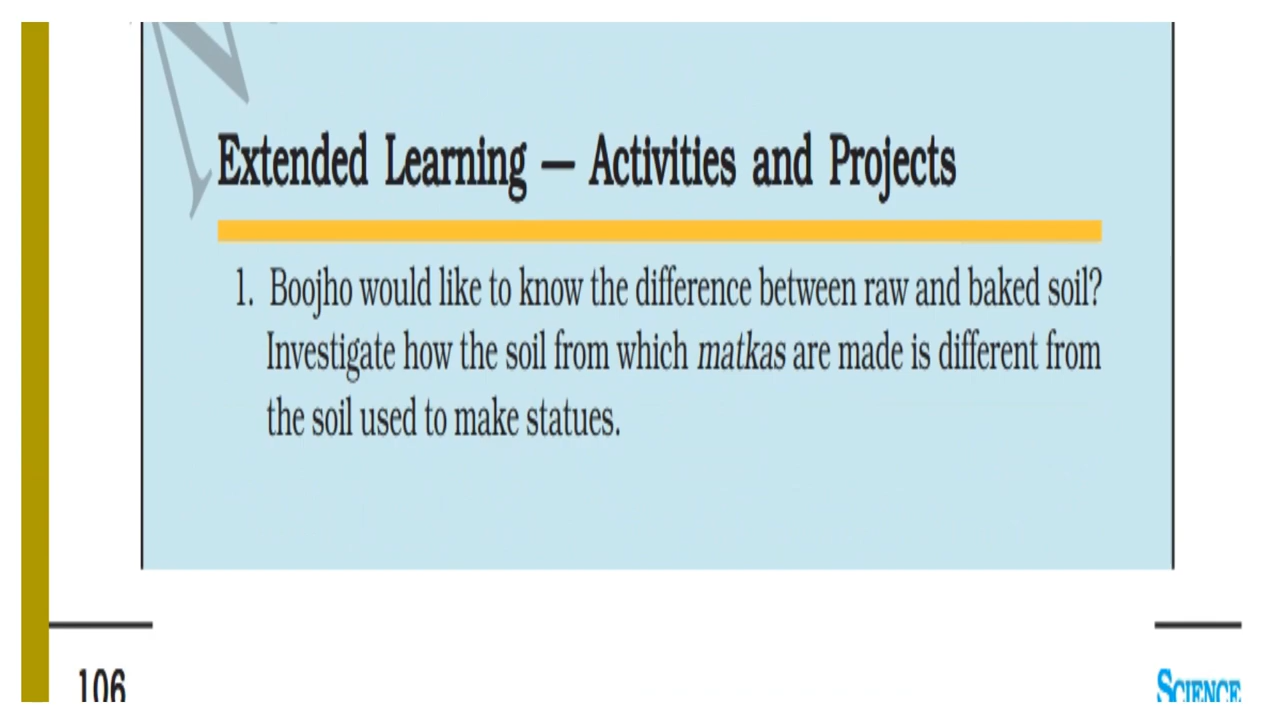 Extended Learning — Activities and Projects
1. Boojho would like to know the difference between raw and baked soil?
Investigate how the soil from which matkas are made is different from
the soil used to make statues.
106
SCIENCE